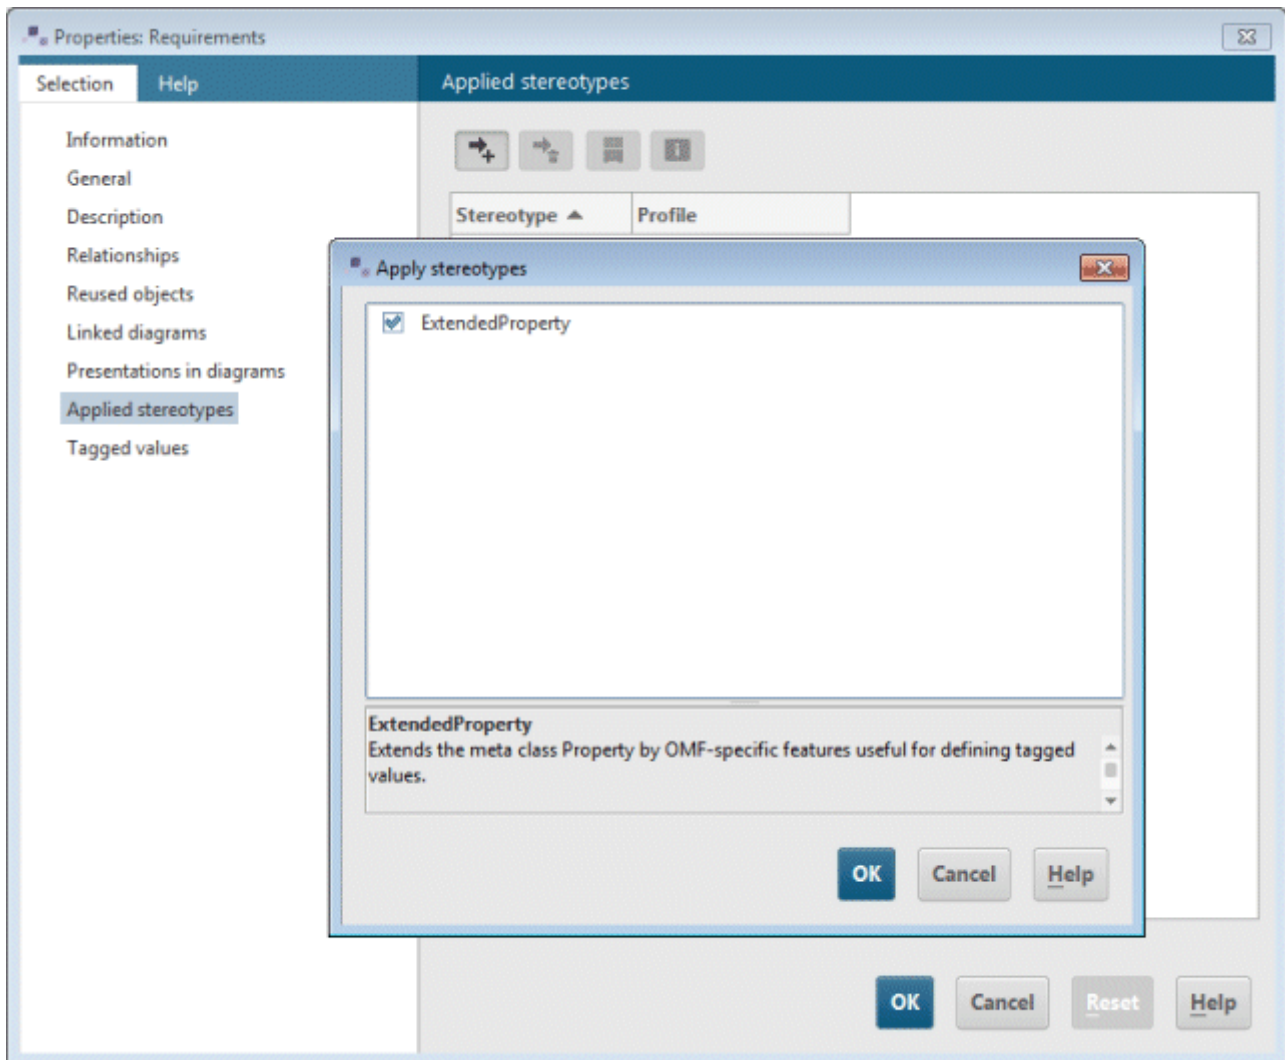 Properties: Requirements
Selection
Help
Applied stereotypes
Information
General
Description
Relationships
Reused objects
Linked diagrams
Presentations in diagrams
Applied stereotypes
Tagged values
Stereotype
Profile
Apply stereotypes
ExtendedProperty
ExtendedProperty
Extends the meta class Property by OMF-specific features useful for defining tagged
values.
OK
Cancel
Help
OK
Cancel
Reset
Help